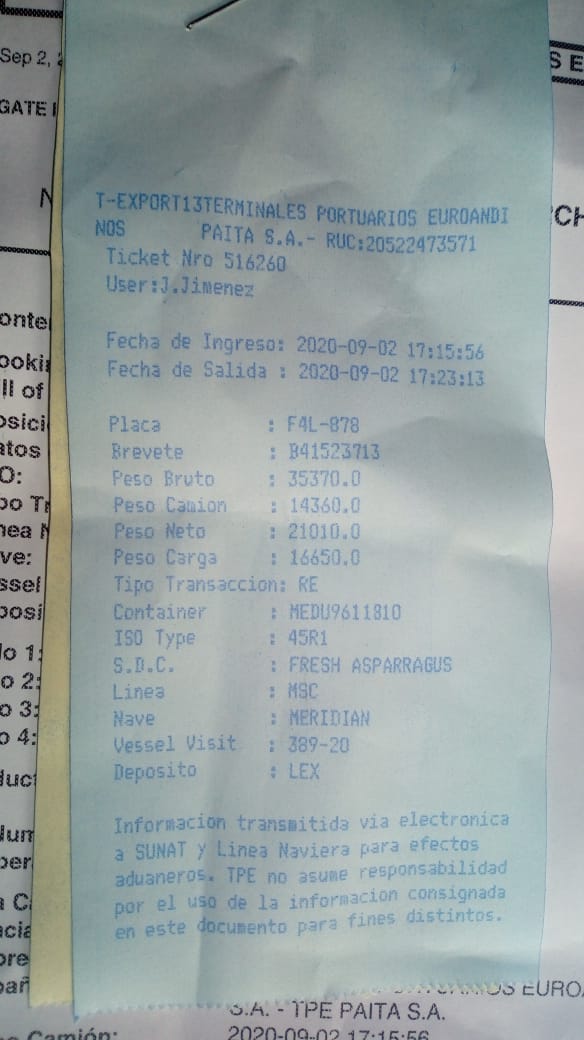 Sep 2,
GATE
S E
T-EXPORT13TERMINALES PORTUARIOS EUROANDI
NOS PAITA S.A.- RUC:20522473571
Ticket Nro 516260
User:J.Jimenez
Fecha de Ingreso: 2020-09-02 17:15:56
Fecha de Salida : 2020-09-02 17:23:13
Placa : F4L-878
Brevete : B41523713
Peso Bruto : 35370.0
Peso Camion : 14360.0
Peso Neto : 21010.0
Peso Carga : 16650.0
Tipo Transaccion: RE
Container : MEDU9611810
ISO Type : 45R1
S.D.C. : FRESH ASPARRAGUS
Linea : MSC
Nave : MERIDIAN
Vessel Visit : 389-20
Deposito : LEX
Informacion transmitida via electronica
a SUNAT y Linea Naviera para efectos
aduaneros. TPE no asume responsabilidad
por el uso de la informacion consignada
en este documento para fines distintos.
S.A. - TPE PAITA S.A.
Camión: 2020-09-02 17:15:56